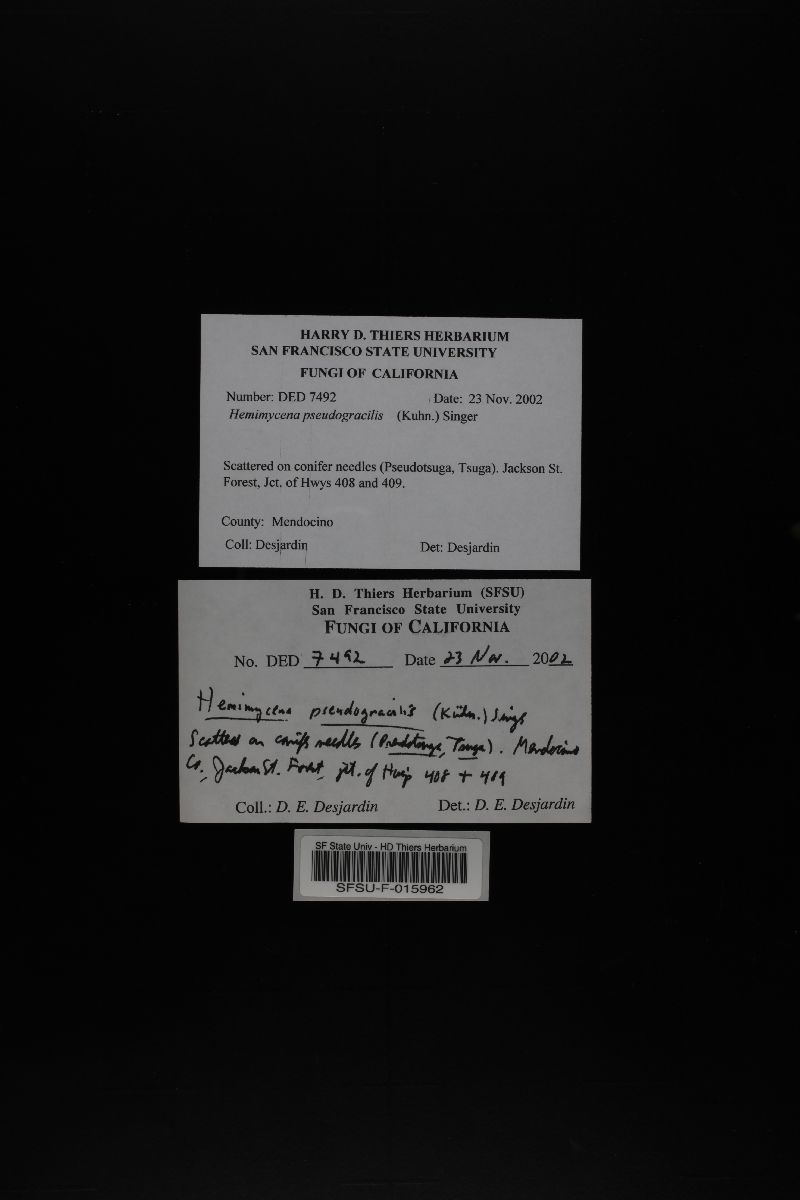 HARRY D. THIERS HERBARIUM
SAN FRANCISCO STATE UNIVERSITY
FUNGI OF CALIFORNIA
Number: DED 7492 Date: 23 Nov. 2002
Hemimycena pseudogracilis (Kuhn.) Singer
Scattered on conifer needles (Pseudotsuga, Tsuga). Jackson St.
Forest, Jct. of Hwys 408 and 409.
County: Mendocino
Coll: Desjardin Det: Desjardin
H. D. Thiers Herbarium (SFSU)
San Francisco State University
FUNGI OF CALIFORNIA
No. DED 7492 Date 23 Nov. 2002
Hemimycena pseudogracilis (Kühn.) Singer
Scattered on conifer needles (Pseudotsuga, Tsuga). Mendocino
Co., Jackson St. Forest, jct. of Hwys 408 + 409
Coll.: D. E. Desjardin Det.: D. E. Desjardin
SF State Univ - HD Thiers Herbarium
SFSU-F-015962